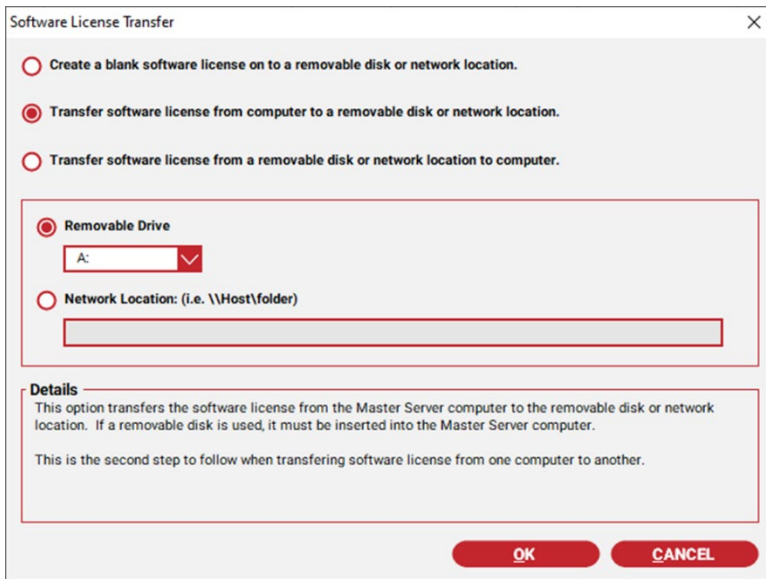 Software License Transfer
Create a blank software license on to a removable disk or network location.
Transfer software license from computer to a removable disk or network location.
Transfer software license from a removable disk or network location to computer.
Removable Drive
A:
Network Location: (i.e. \\Host\folder)
Details
This option transfers the software license from the Master Server computer to the removable disk or network
location. If a removable disk is used, it must be inserted into the Master Server computer.
This is the second step to follow when transfering software license from one computer to another.
OK CANCEL